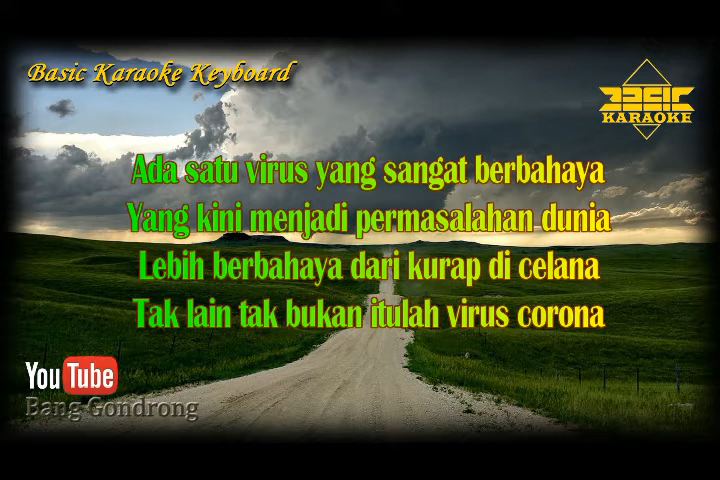 Basic Karaoke Keyboard
BASIC
KARAOKE
Ada satu virus yang sangat berbahaya
Yang kini menjadi permasalahan dunia
Lebih berbahaya dari kurap di celana
Tak lain tak bukan itulah virus corona
YouTube
Bang Gondrong